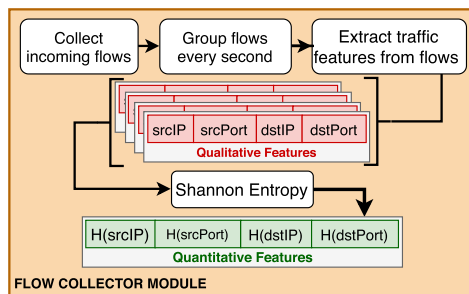 Collect
incoming flows
Group flows
every second
Extract traffic
features from flows
srcIP srcPort dstIP dstPort
Qualitative Features
Shannon Entropy
H(srcIP) H(srcPort) H(dstIP) H(dstPort)
Quantitative Features
FLOW COLLECTOR MODULE